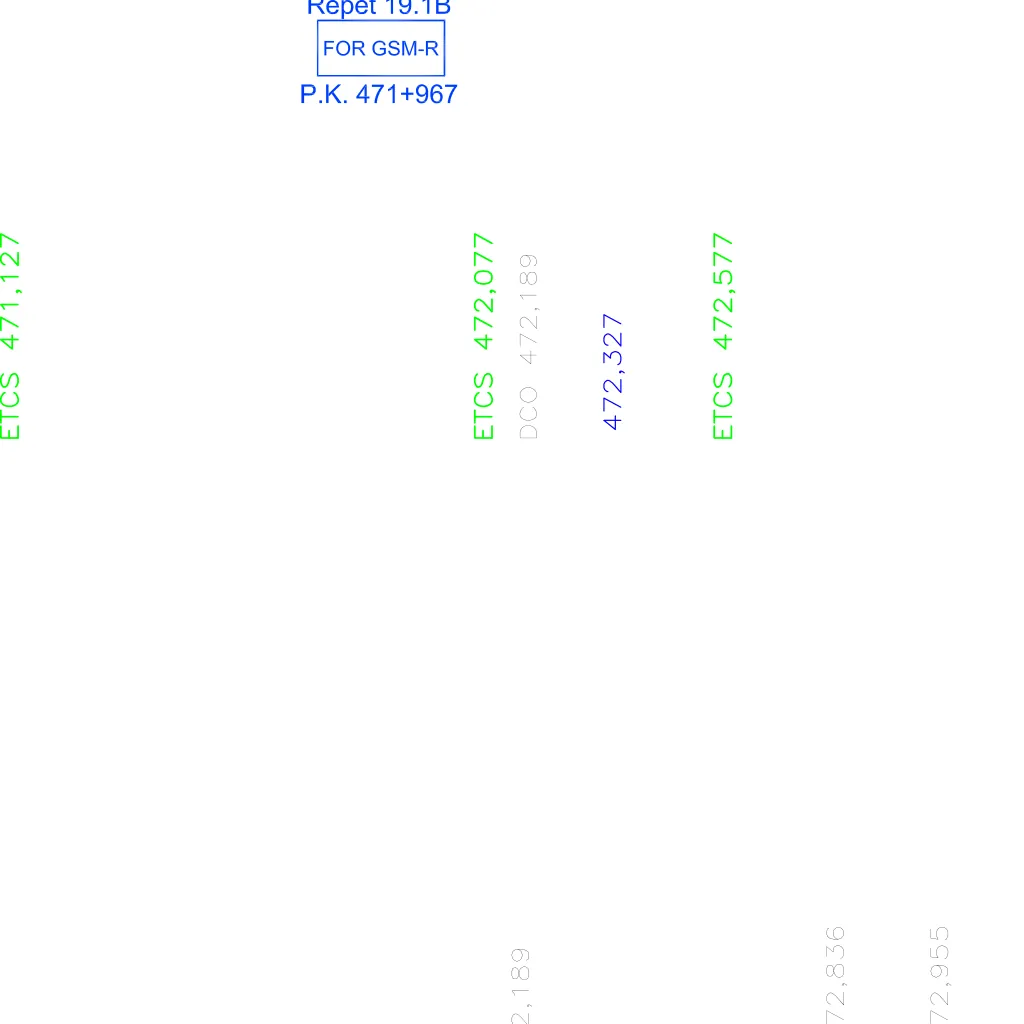 Repet 19.1B
FOR GSM-R
P.K. 471+967
ETCS 471,127
ETCS 472,077
DCO 472,189
472,327
ETCS 472,577
2,189
72,836
72,955